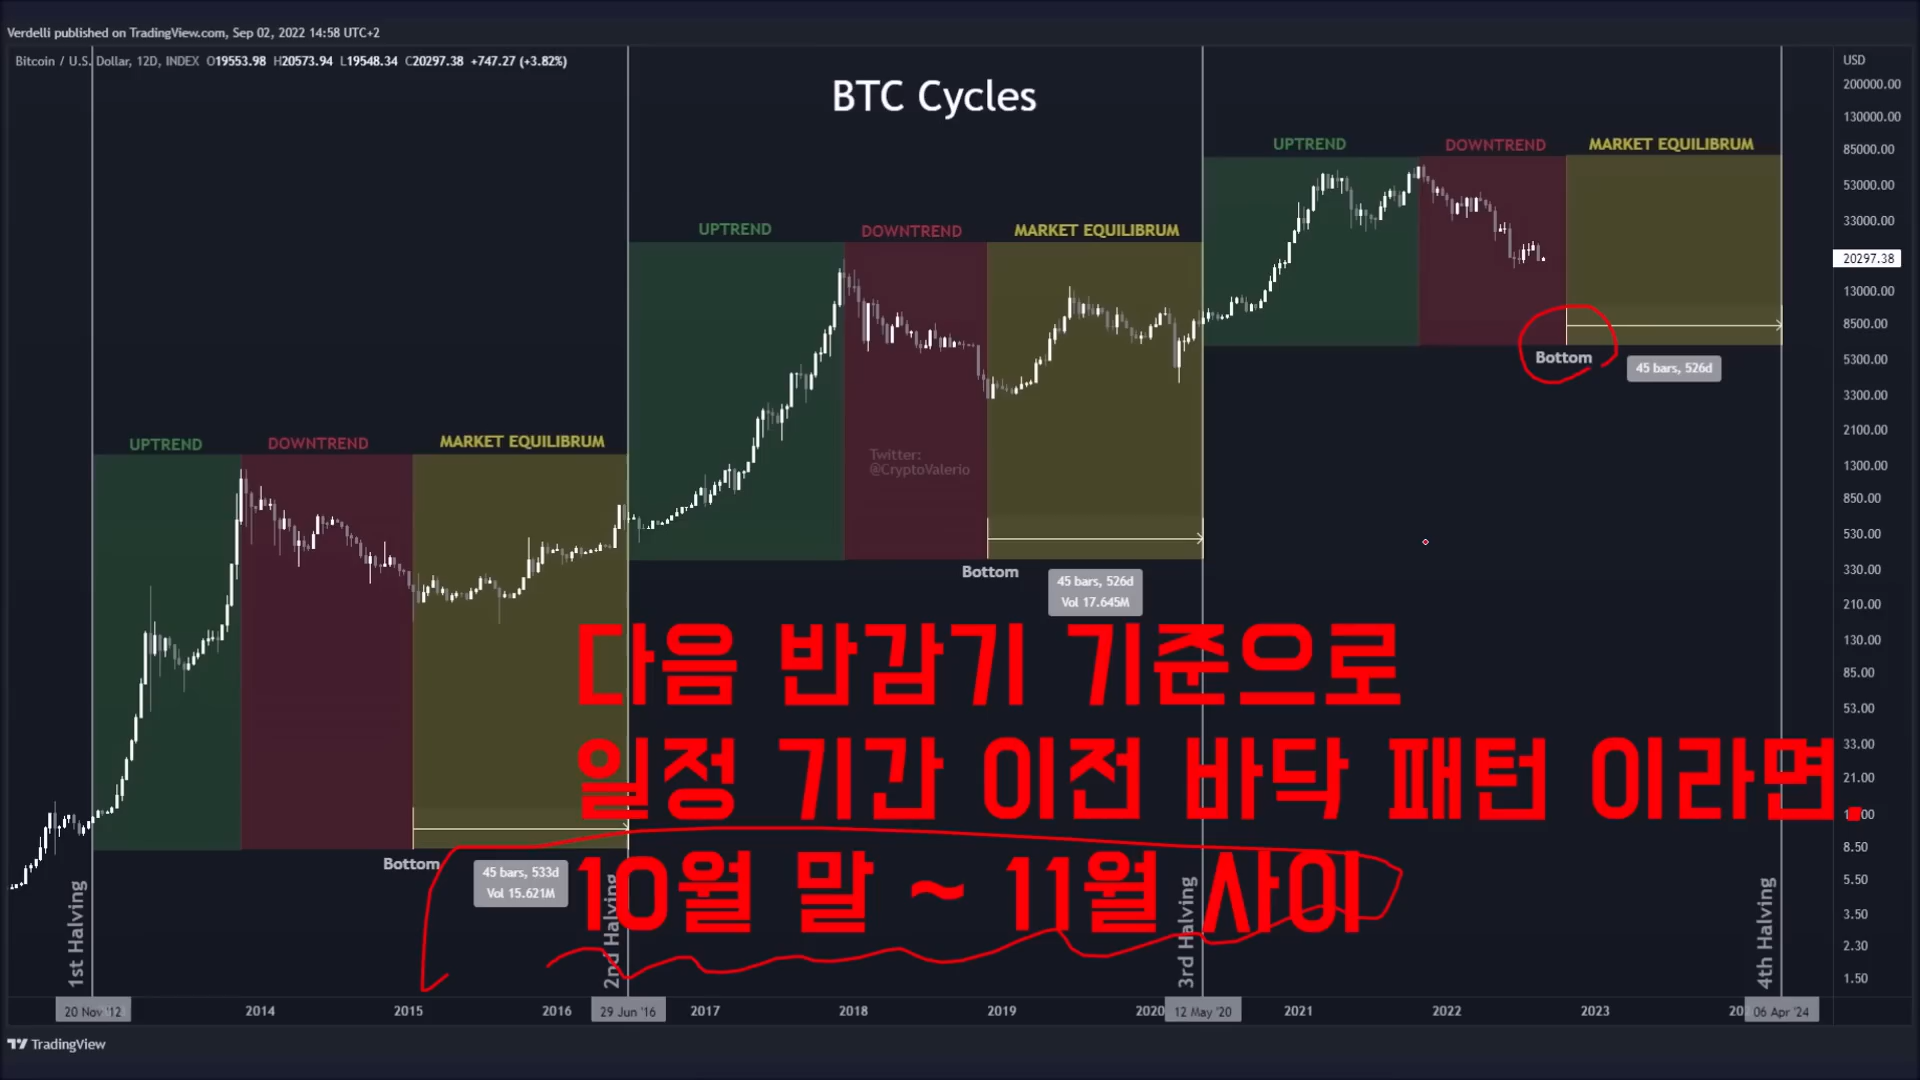 Verdelli published on TradingView.com, Sep 02, 2022 14:58 UTC+2
Bitcoin / U.S. Dollar, 12D, INDEX O19553.98 H20573.94 L19548.34 C20297.38 +747.27 (+3.82%)
BTC Cycles
USD
200000.00
130000.00
85000.00
53000.00
33000.00
20297.38
13000.00
8500.00
5300.00
3300.00
2100.00
1300.00
850.00
530.00
330.00
210.00
130.00
85.00
53.00
33.00
21.00
8.50
5.50
3.50
2.30
1.50
UPTREND
DOWNTREND
MARKET EQUILIBRUM
Bottom
45 bars, 526d
UPTREND
DOWNTREND
MARKET EQUILIBRUM
Twitter:
@CryptoValerio
Bottom
45 bars, 526d
Vol 17.645M
UPTREND
DOWNTREND
MARKET EQUILIBRUM
Bottom
45 bars, 533d
Vol 15.621M
다음 반감기 기준으로
일정 기간 이전 바닥 패턴 이라면.
10월 말 ~ 11월 사이
1st Halving
2nd Halving
3rd Halving
4th Halving
20 Nov '12
2014
2015
2016
29 Jun '16
2017
2018
2019
2020
12 May '20
2021
2022
2023
06 Apr '24
TradingView